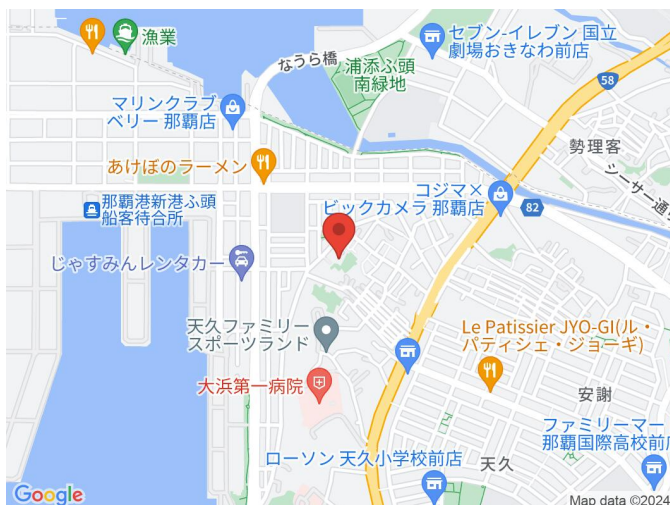 セブン-イレブン 国立
劇場おきなわ前店
漁業
なうら橋
浦添ふ頭
南緑地
58
マリンクラブ
ベリー 那覇店
勢理客
あけぼのラーメン
シーサー通り
コジマ×
ビックカメラ 那覇店
82
那覇港新港ふ頭
船客待合所
じゃすみんレンタカー
天久ファミリー
スポーツランド
Le Patissier JYO-GI(ル・
パティシェ・ジョーギ)
大浜第一病院
安謝
ファミリーマー
那覇国際高校前店
ローソン 天久小学校前店
天久
Google
Map data ©2024